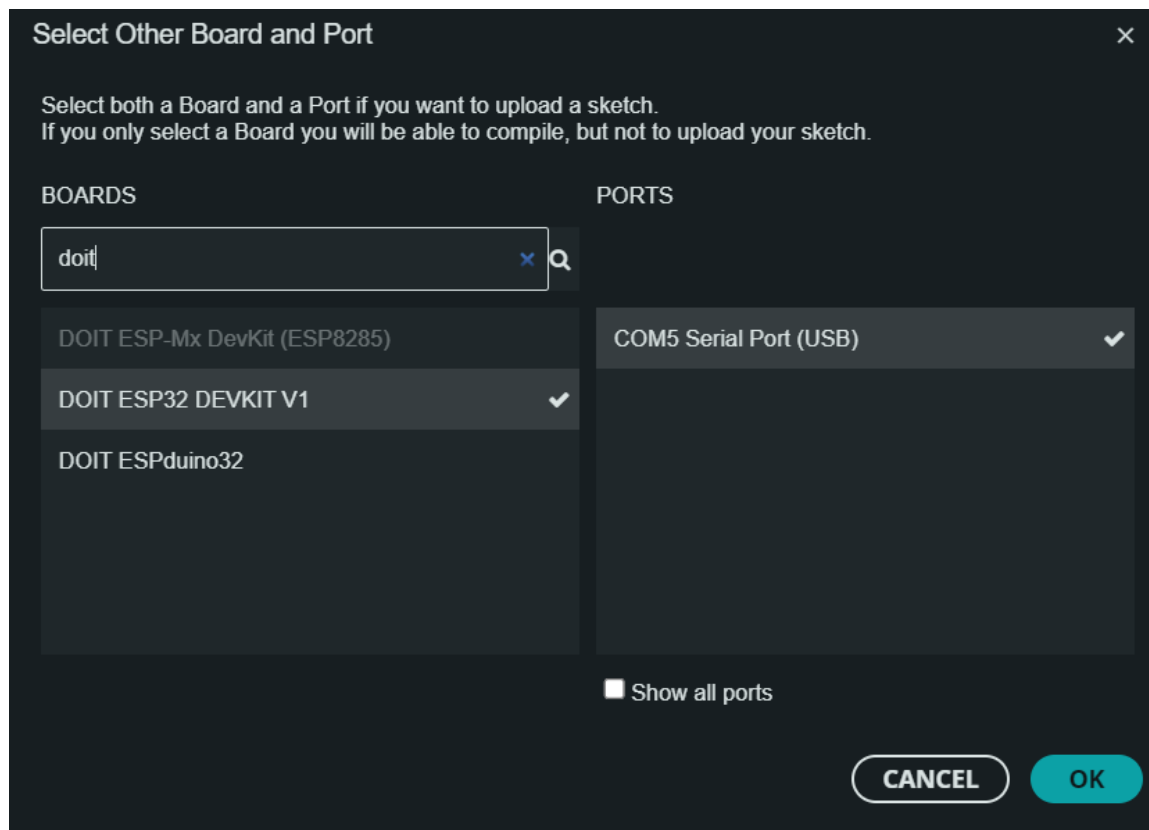 Select Other Board and Port
Select both a Board and a Port if you want to upload a sketch.
If you only select a Board you will be able to compile, but not to upload your sketch.
BOARDS
doit
DOIT ESP-Mx DevKit (ESP8285)
DOIT ESP32 DEVKIT V1
DOIT ESPduino32
PORTS
COM5 Serial Port (USB)
Show all ports
CANCEL
OK